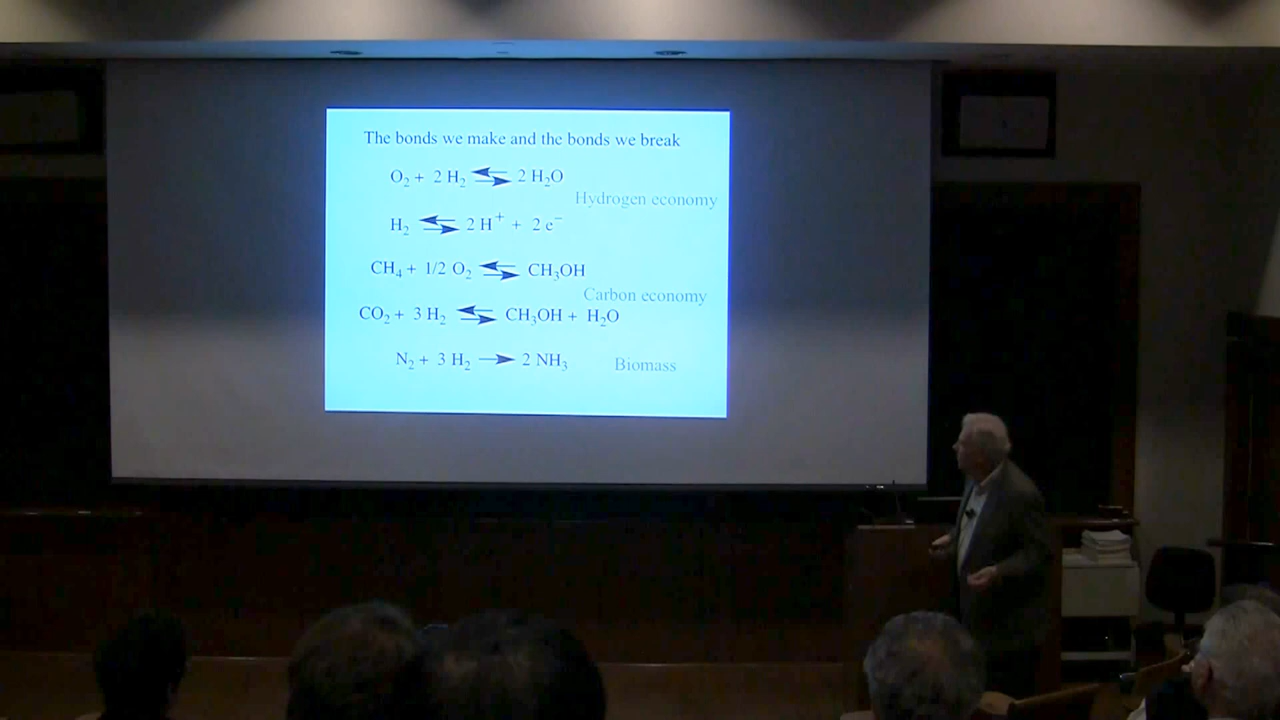 The bonds we make and the bonds we break
O₂ + 2 H₂ ⇌ 2 H₂O
Hydrogen economy
H₂ ⇌ 2 H⁺ + 2 e⁻
CH₄ + 1/2 O₂ ⇌ CH₃OH
Carbon economy
CO₂ + 3 H₂ ⇌ CH₃OH + H₂O
N₂ + 3 H₂ → 2 NH₃
Biomass